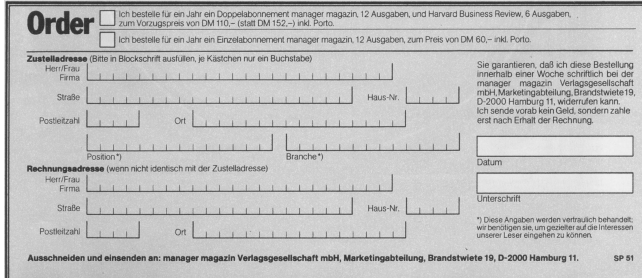 Order
Ich bestelle für ein Jahr ein Doppelabonnement manager magazin, 12 Ausgaben, und Harvard Business Review, 6 Ausgaben,
zum Vorzugspreis von DM 110,– (statt DM 152,–) inkl. Porto.
Ich bestelle für ein Jahr ein Einzelabonnement manager magazin, 12 Ausgaben, zum Preis von DM 60,– inkl. Porto.
Zustelladresse (Bitte in Blockschrift ausfüllen, je Kästchen nur ein Buchstabe)
Herr/Frau
Firma
Straße Haus-Nr.
Postleitzahl Ort
Position*) Branche*)
Rechnungsadresse (wenn nicht identisch mit der Zustelladresse)
Herr/Frau
Firma
Straße Haus-Nr.
Postleitzahl Ort
Sie garantieren, daß ich diese Bestellung
innerhalb einer Woche schriftlich bei der
manager magazin Verlagsgesellschaft
mbH, Marketingabteilung, Brandstwiete 19,
D-2000 Hamburg 11, widerrufen kann.
Ich sende vorab kein Geld, sondern zahle
erst nach Erhalt der Rechnung.
Datum
Unterschrift
*) Diese Angaben werden vertraulich behandelt;
wir benötigen sie, um gezielter auf die Interessen
unserer Leser eingehen zu können.
Ausschneiden und einsenden an: manager magazin Verlagsgesellschaft mbH, Marketingabteilung, Brandstwiete 19, D-2000 Hamburg 11. SP 51